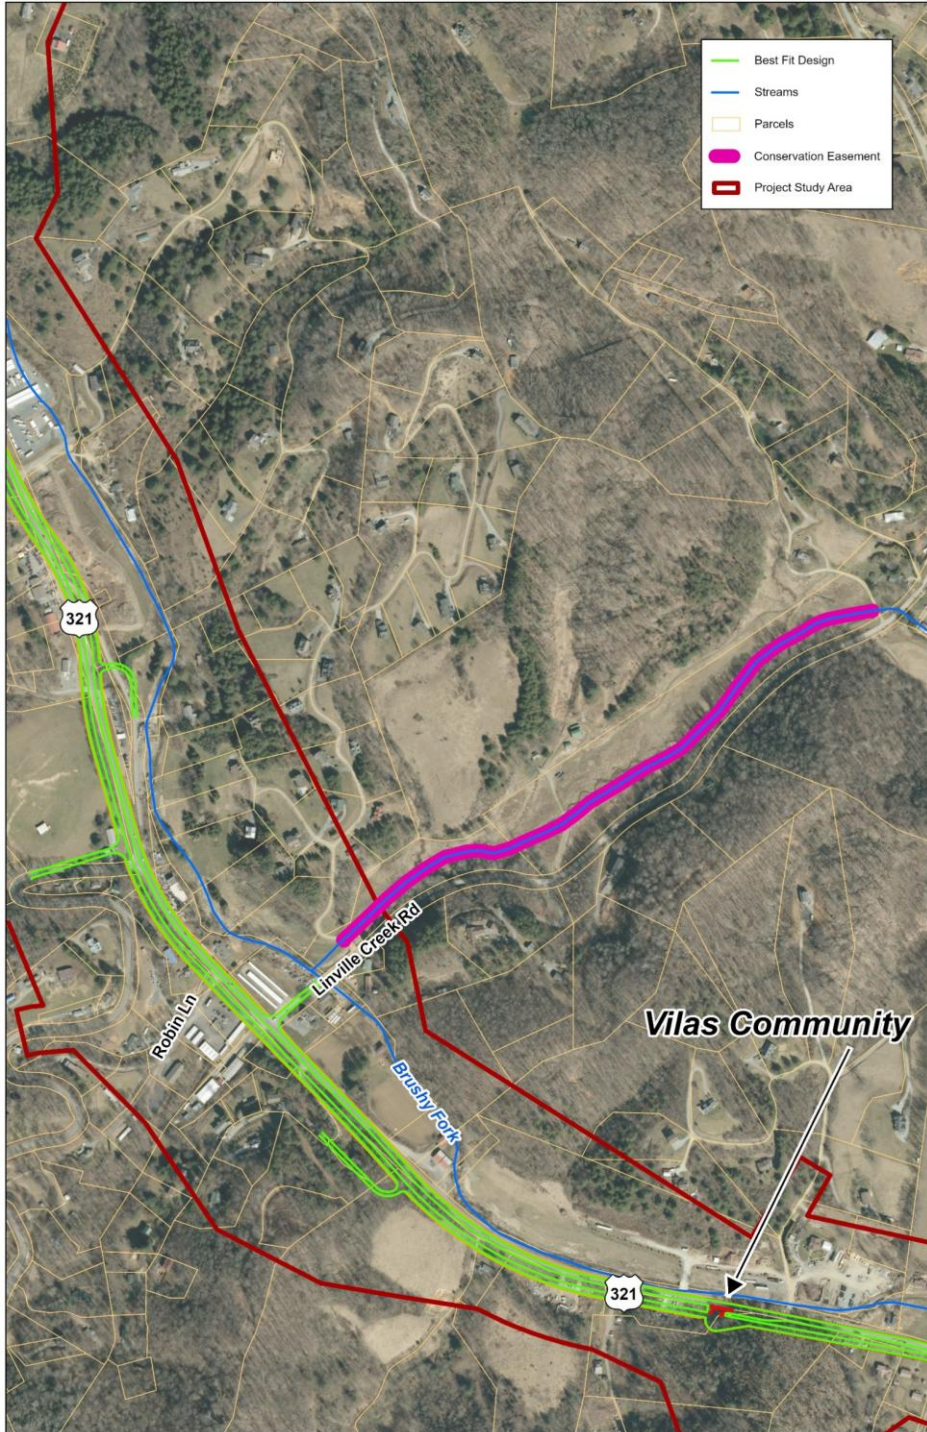 Best Fit Design
Streams
Parcels
Conservation Easement
Project Study Area
321
Linville Creek Rd
Robin Ln
Vilas Community
Brushy Fork
321